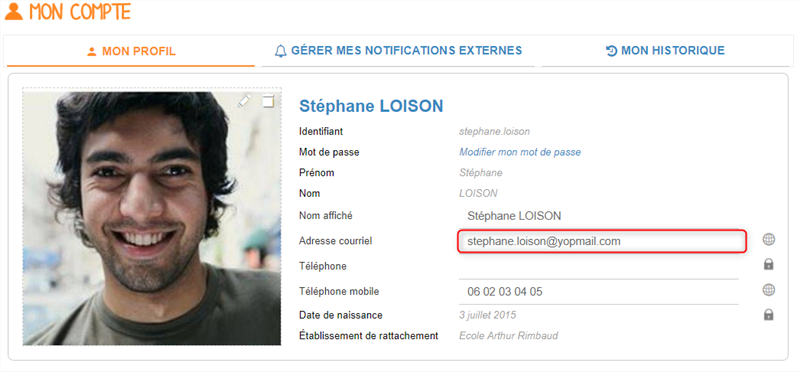 MON COMPTE
MON PROFIL GÉRER MES NOTIFICATIONS EXTERNES MON HISTORIQUE
Stéphane LOISON
Identifiant stephane.loison
Mot de passe Modifier mon mot de passe
Prénom Stéphane
Nom LOISON
Nom affiché Stéphane LOISON
Adresse courriel stephane.loison@yopmail.com
Téléphone
Téléphone mobile 06 02 03 04 05
Date de naissance 3 juillet 2015
Établissement de rattachement Ecole Arthur Rimbaud